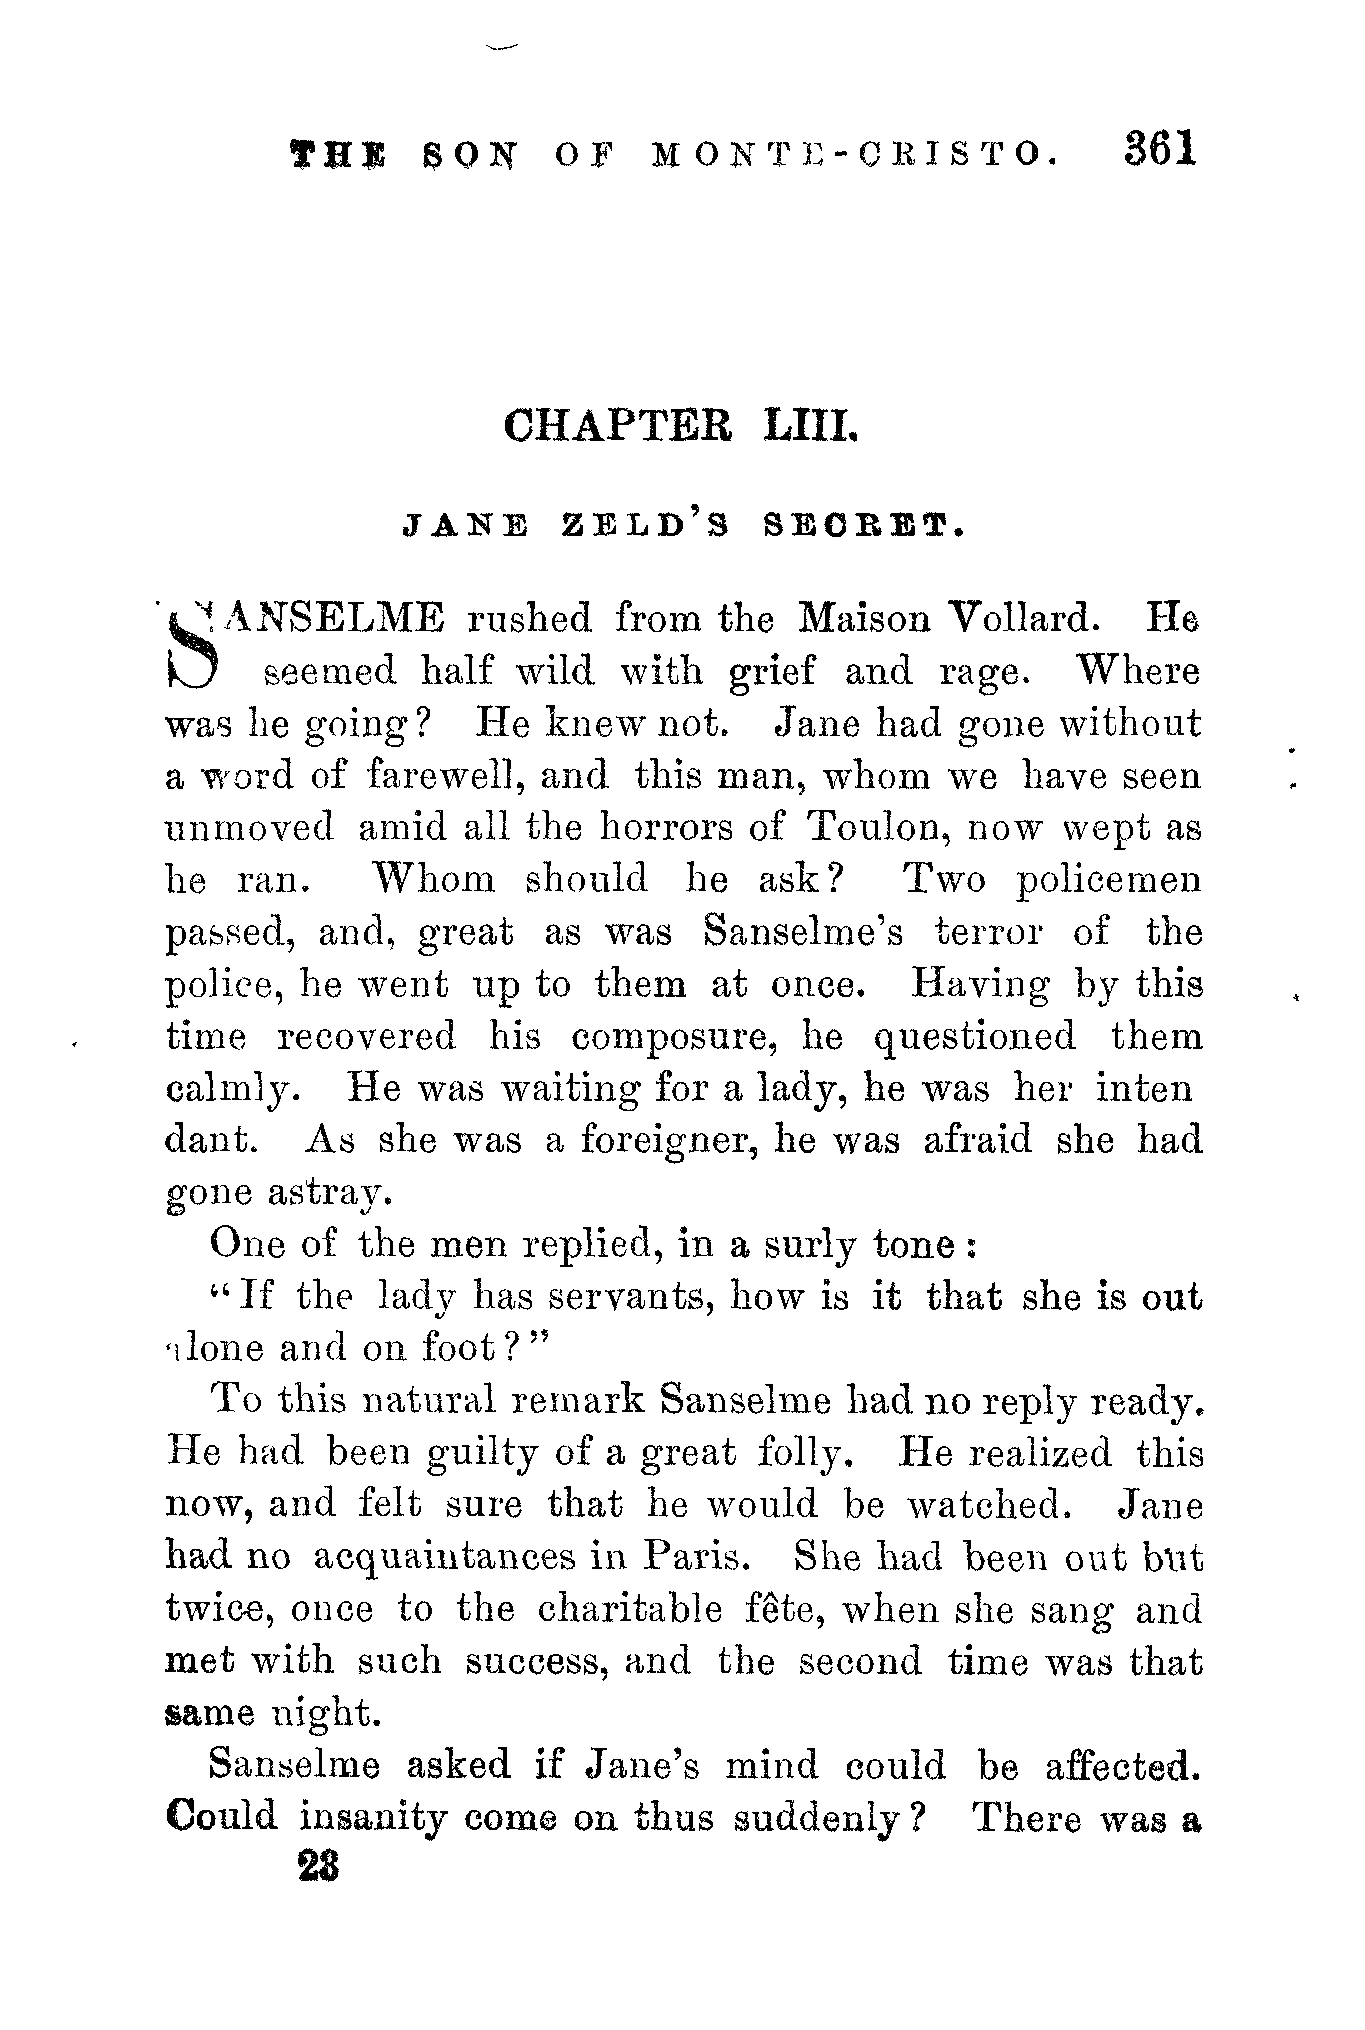 THE SON OF MONTE-CRISTO. 361
CHAPTER LIII.
JANE ZELD'S SECRET.
SANSELME rushed from the Maison Vollard. He
seemed half wild with grief and rage. Where
was he going? He knew not. Jane had gone without
a word of farewell, and this man, whom we have seen
unmoved amid all the horrors of Toulon, now wept as
he ran. Whom should he ask? Two policemen
passed, and, great as was Sanselme's terror of the
police, he went up to them at once. Having by this
time recovered his composure, he questioned them
calmly. He was waiting for a lady, he was her inten
dant. As she was a foreigner, he was afraid she had
gone astray.
One of the men replied, in a surly tone:
"If the lady has servants, how is it that she is out
alone and on foot?"
To this natural remark Sanselme had no reply ready.
He had been guilty of a great folly. He realized this
now, and felt sure that he would be watched. Jane
had no acquaintances in Paris. She had been out but
twice, once to the charitable fête, when she sang and
met with such success, and the second time was that
same night.
Sanselme asked if Jane's mind could be affected.
Could insanity come on thus suddenly? There was a
23